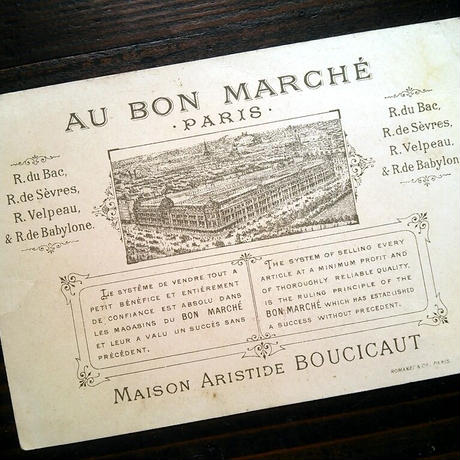 AU BON MARCHÉ
· PARIS ·
R. du Bac,
R. de Sèvres,
R. Velpeau,
& R. de Babylone.
R. du Bac,
R. de Sèvres,
R. Velpeau.
& R. de Babylon
LE SYSTÈME DE VENDRE TOUT A
PETIT BÉNÉFICE ET ENTIÈREMENT
DE CONFIANCE EST ABSOLU DANS
LES MAGASINS DU BON MARCHÉ
ET LEUR A VALU UN SUCCÈS SANS
PRÉCÉDENT.
THE SYSTEM OF SELLING EVERY
ARTICLE AT A MINIMUM PROFIT AND
OF THOROUGHLY RELIABLE QUALITY,
IS THE RULING PRINCIPLE OF THE
BON MARCHÉ WHICH HAS ESTABLISHED
A SUCCESS WITHOUT PRECEDENT.
MAISON ARISTIDE BOUCICAUT
ROMANET & CIE. PARIS.